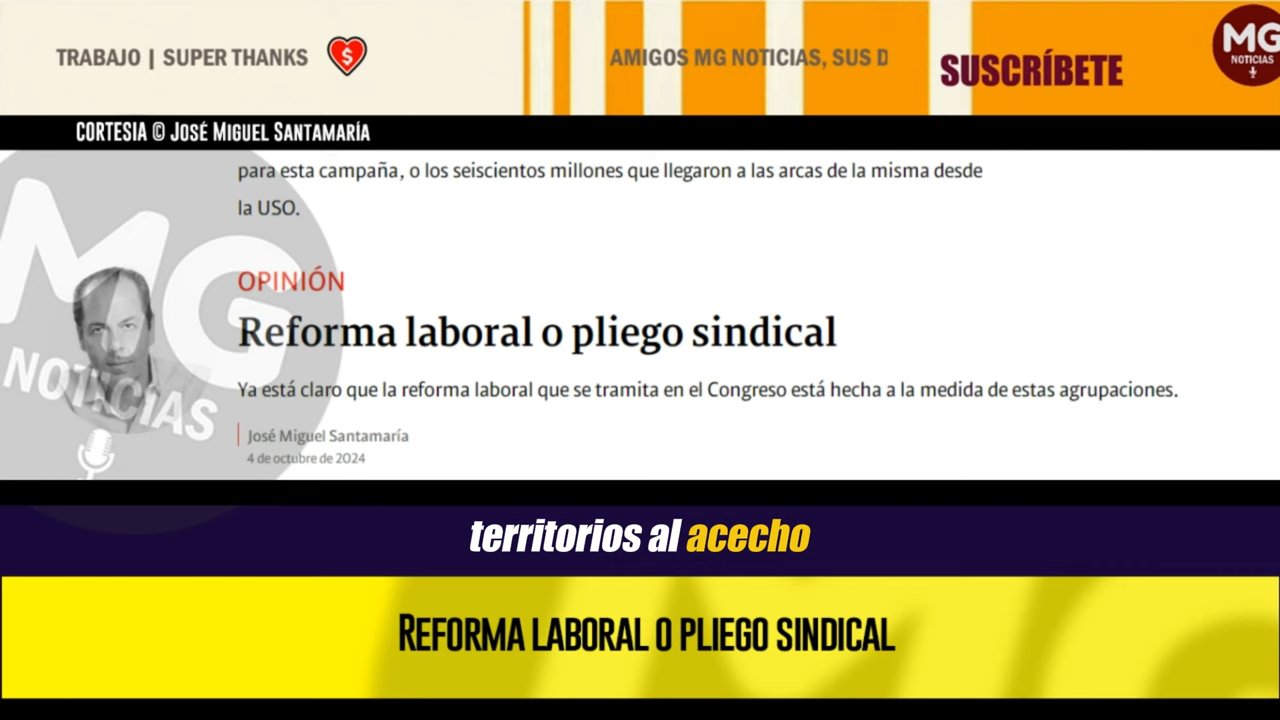 TRABAJO | SUPER THANKS
$
AMIGOS MG NOTICIAS, SUS D
SUSCRÍBETE
MG
NOTICIAS
CORTESIA © JOSÉ MIGUEL SANTAMARÍA
para esta campaña, o los seiscientos millones que llegaron a las arcas de la misma desde
la USO.
MG
NOTICIAS
OPINIÓN
Reforma laboral o pliego sindical
Ya está claro que la reforma laboral que se tramita en el Congreso está hecha a la medida de estas agrupaciones.
José Miguel Santamaría
4 de octubre de 2024
territorios al acecho
REFORMA LABORAL O PLIEGO SINDICAL